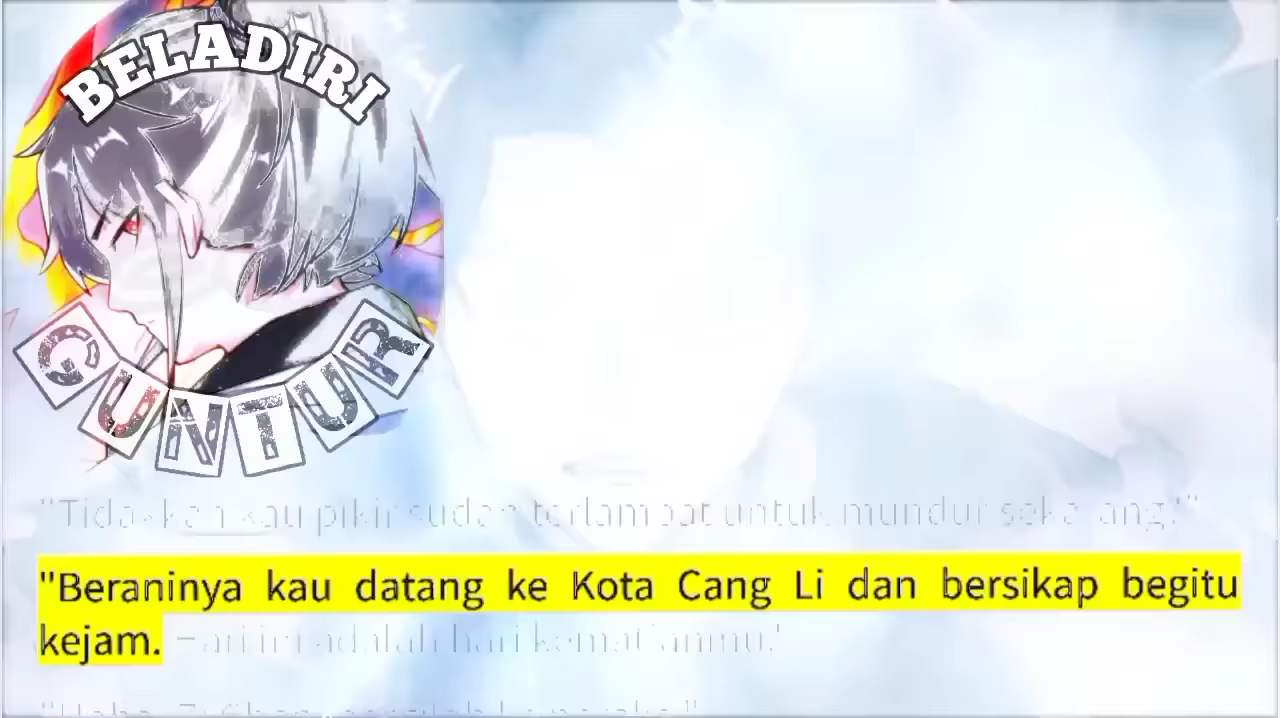 BELADIRI
GUNTUR
"Tidakkah kau pikir sudah terlambat untuk mundur sekarang?"
"Beraninya kau datang ke Kota Cang Li dan bersikap begitu
kejam. Hari ini adalah hari kematianmu."